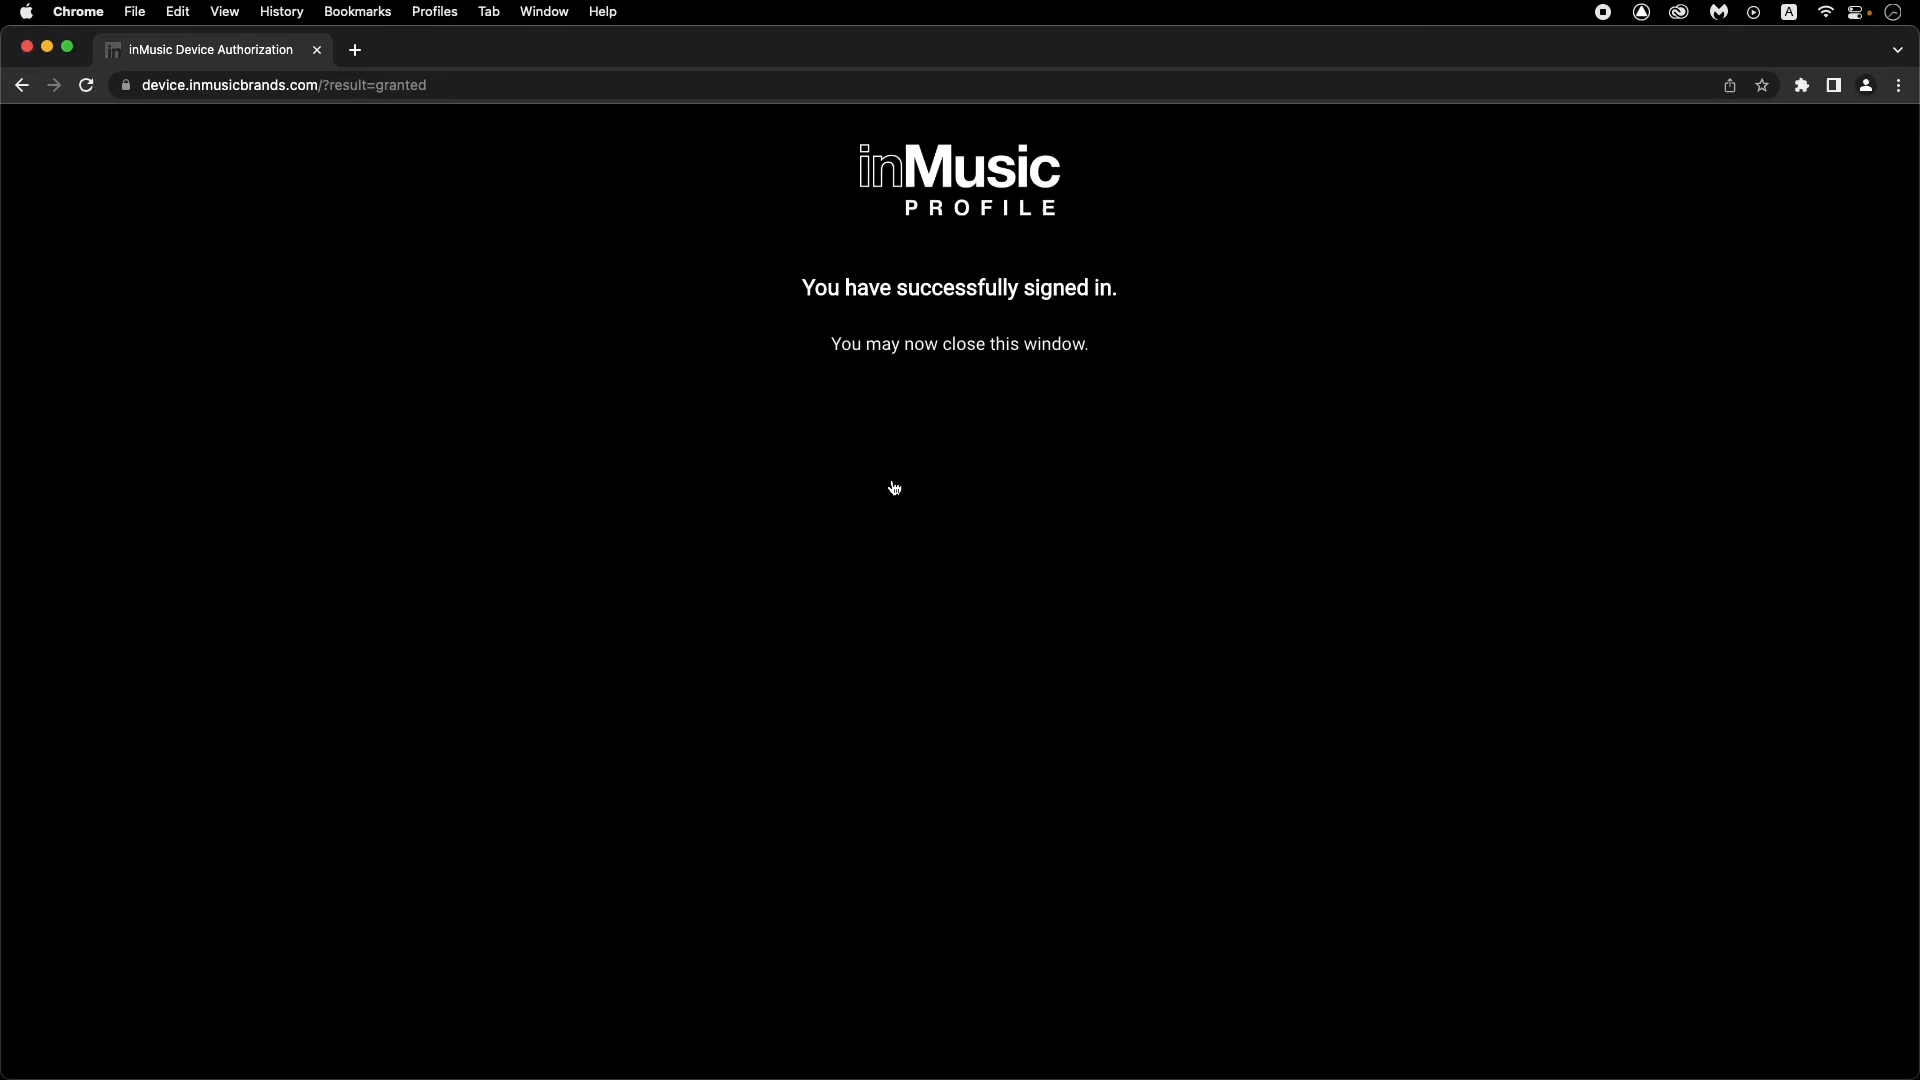 Chrome File Edit View History Bookmarks Profiles Tab Window Help
A
in inMusic Device Authorization
device.inmusicbrands.com/?result=granted
inMusic
PROFILE
You have successfully signed in.
You may now close this window.